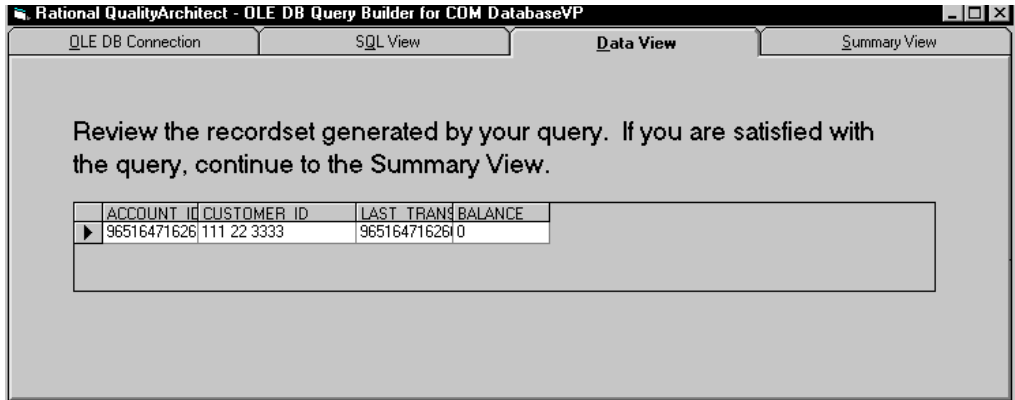 Rational QualityArchitect - OLE DB Query Builder for COM DatabaseVP
OLE DB Connection SQL View Data View Summary View
Review the recordset generated by your query. If you are satisfied with
the query, continue to the Summary View.
ACCOUNT_ID CUSTOMER_ID LAST_TRANS BALANCE
96516471626 111 22 3333 96516471626 0